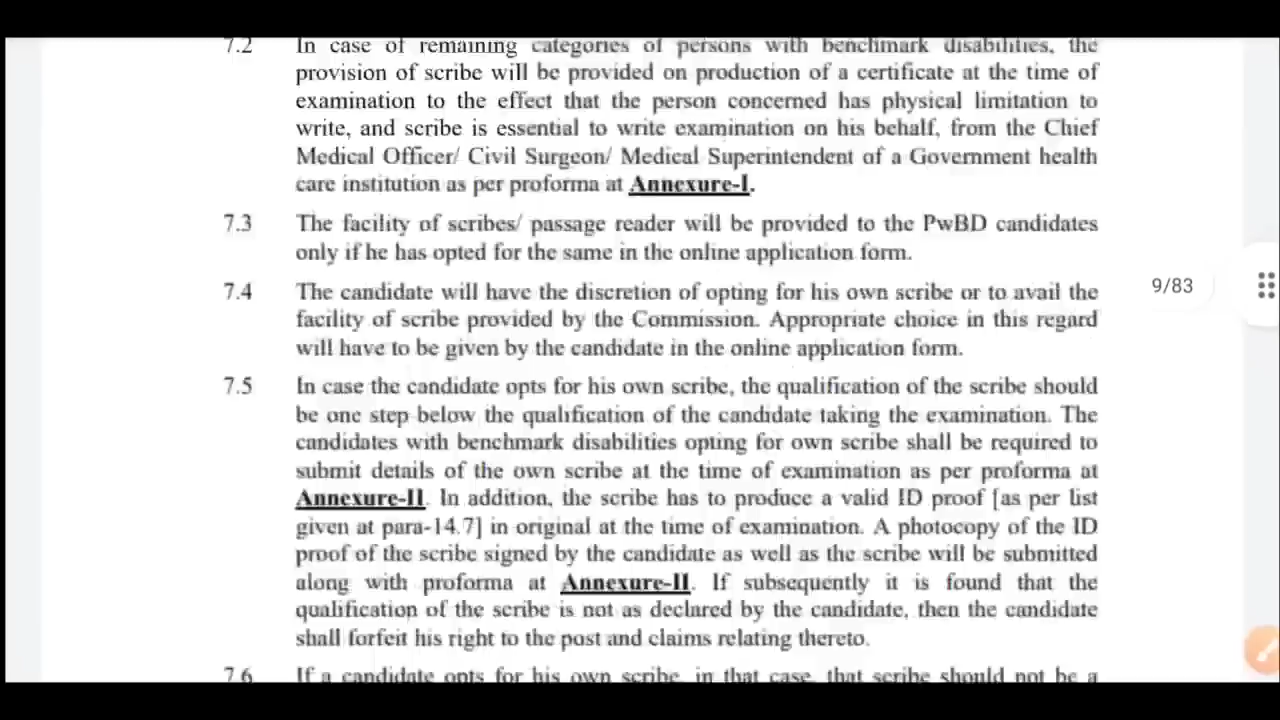 7.2 In case of remaining categories of persons with benchmark disabilities, the
provision of scribe will be provided on production of a certificate at the time of
examination to the effect that the person concerned has physical limitation to
write, and scribe is essential to write examination on his behalf, from the Chief
Medical Officer/ Civil Surgeon/ Medical Superintendent of a Government health
care institution as per proforma at Annexure-I.
7.3 The facility of scribes/ passage reader will be provided to the PwBD candidates
only if he has opted for the same in the online application form.
7.4 The candidate will have the discretion of opting for his own scribe or to avail the
facility of scribe provided by the Commission. Appropriate choice in this regard
will have to be given by the candidate in the online application form.
9/83
7.5 In case the candidate opts for his own scribe, the qualification of the scribe should
be one step below the qualification of the candidate taking the examination. The
candidates with benchmark disabilities opting for own scribe shall be required to
submit details of the own scribe at the time of examination as per proforma at
Annexure-II. In addition, the scribe has to produce a valid ID proof [as per list
given at para-14.7] in original at the time of examination. A photocopy of the ID
proof of the scribe signed by the candidate as well as the scribe will be submitted
along with proforma at Annexure-II. If subsequently it is found that the
qualification of the scribe is not as declared by the candidate, then the candidate
shall forfeit his right to the post and claims relating thereto.
7.6 If a candidate opts for his own scribe, in that case, that scribe should not be a